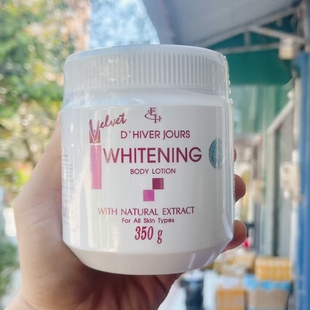 Velvet
D'HIVER JOURS
WHITENING
BODY LOTION
WITH NATURAL EXTRACT
For All Skin Types
350 g